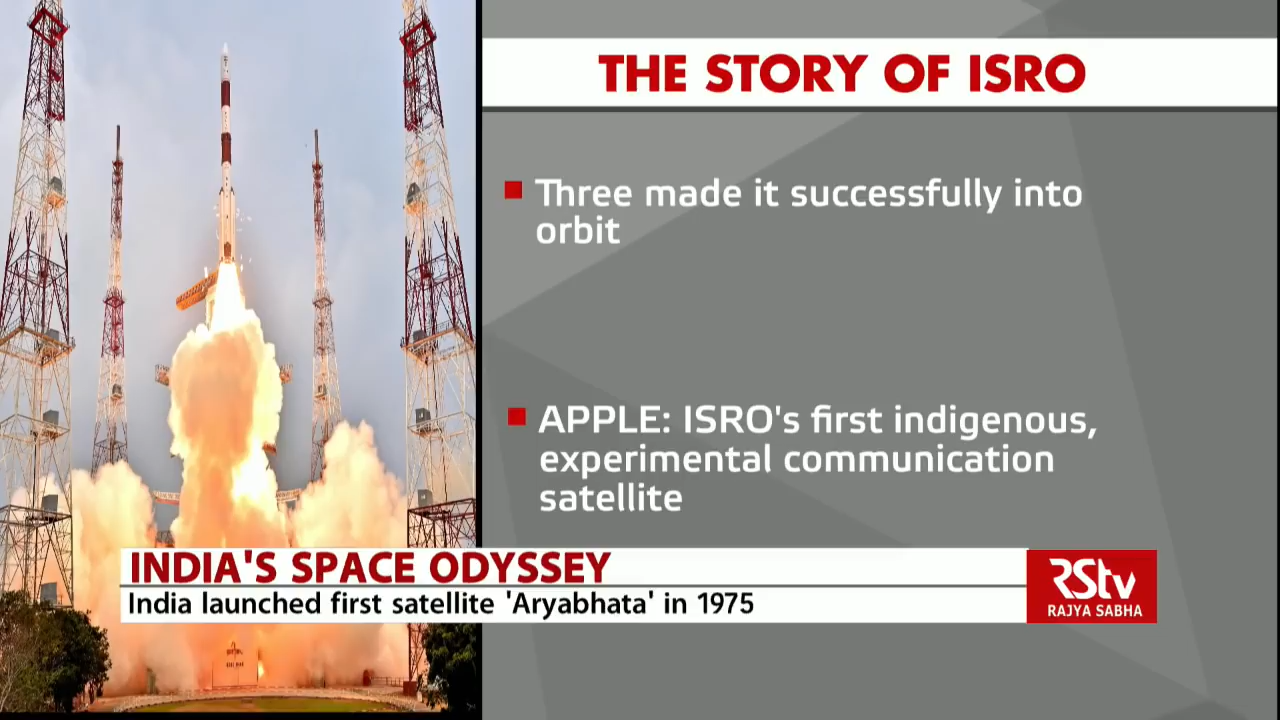 THE STORY OF ISRO
Three made it successfully into
orbit
APPLE: ISRO's first indigenous,
experimental communication
satellite
INDIA'S SPACE ODYSSEY
India launched first satellite 'Aryabhata' in 1975
RStv
RAJYA SABHA